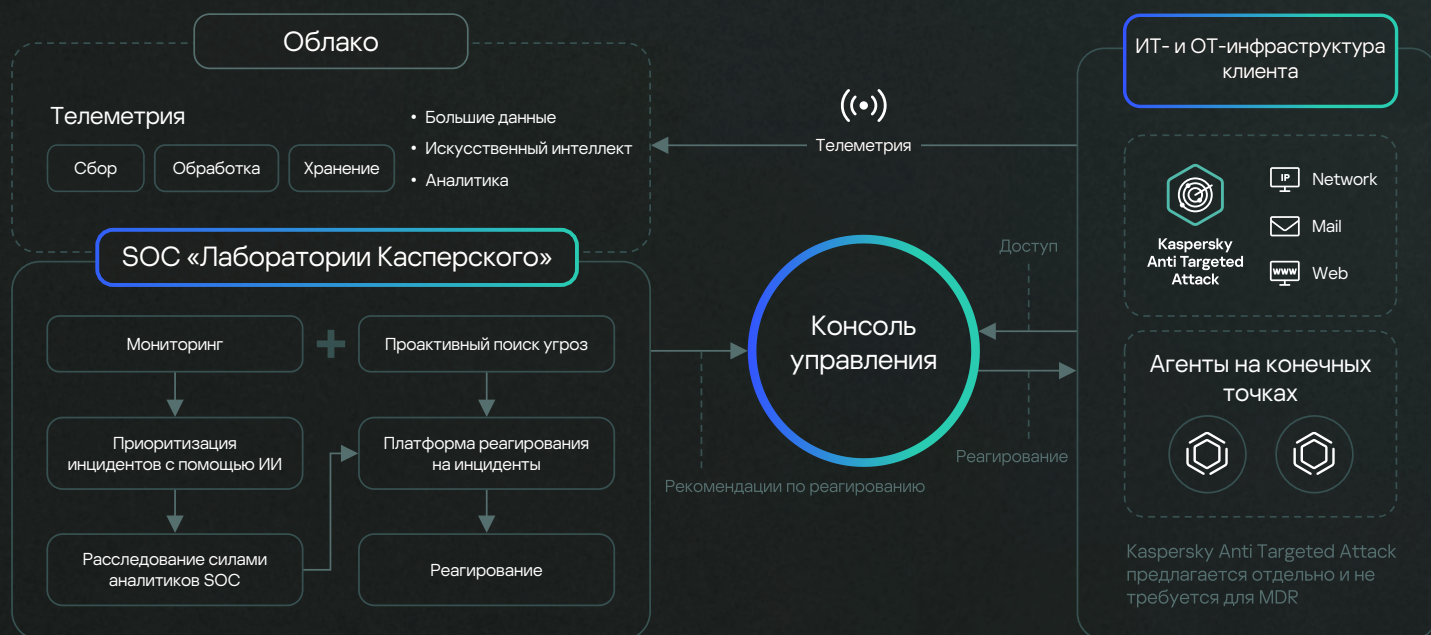 Облако
Телеметрия
Сбор
Обработка
Хранение
• Большие данные
• Искусственный интеллект
• Аналитика
SOC «Лаборатории Касперского»
Мониторинг
Проактивный поиск угроз
Приоритизация
инцидентов с помощью ИИ
Платформа реагирования
на инциденты
Расследование силами
аналитиков SOC
Реагирование
Телеметрия
Консоль
управления
Рекомендации по реагированию
Доступ
Реагирование
ИТ- и ОТ-инфраструктура
клиента
Kaspersky
Anti Targeted
Attack
IP
Network
Mail
www
Web
Агенты на конечных
точках
Kaspersky Anti Targeted Attack
предлагается отдельно и не
требуется для MDR